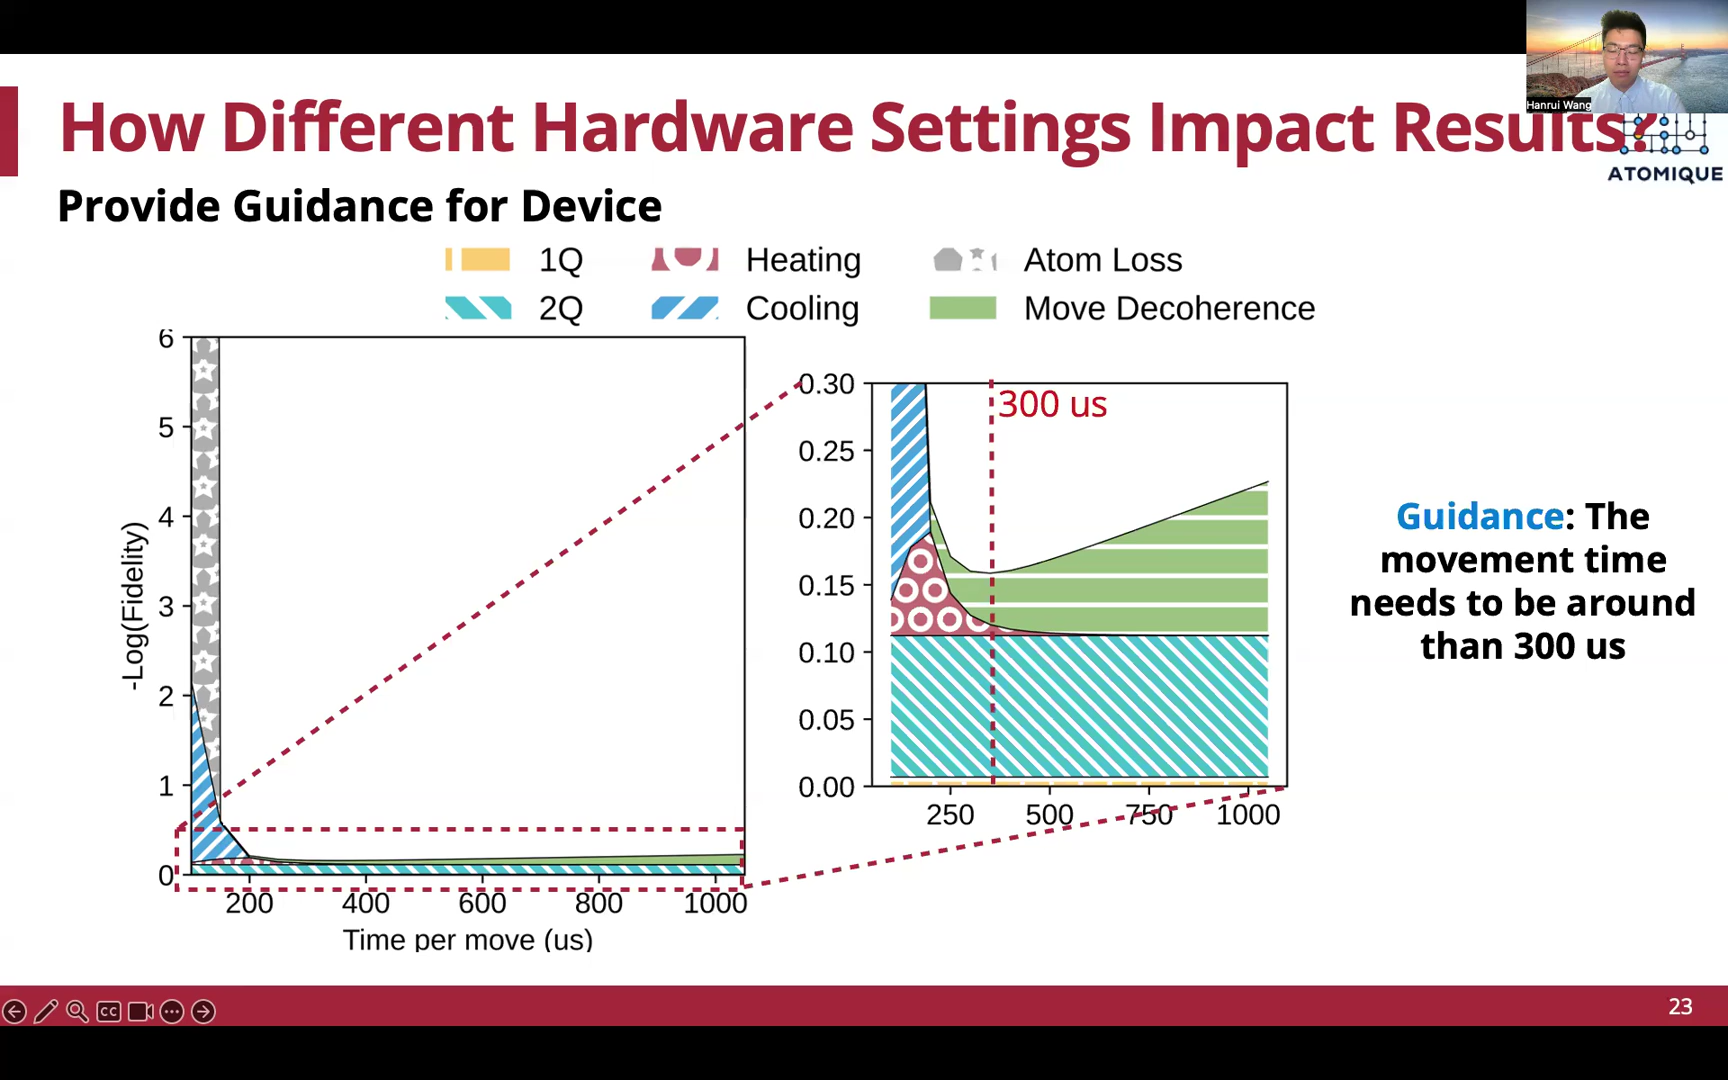 Hanrui Wang
How Different Hardware Settings Impact Results?
ATOMIQUE
Provide Guidance for Device
1Q
Heating
Atom Loss
2Q
Cooling
Move Decoherence
6
5
4
3
2
1
0
-Log(Fidelity)
200 400 600 800 1000
Time per move (us)
0.30
0.25
0.20
0.15
0.10
0.05
0.00
300 us
250 500 750 1000
Guidance: The
movement time
needs to be around
than 300 us
CC
23